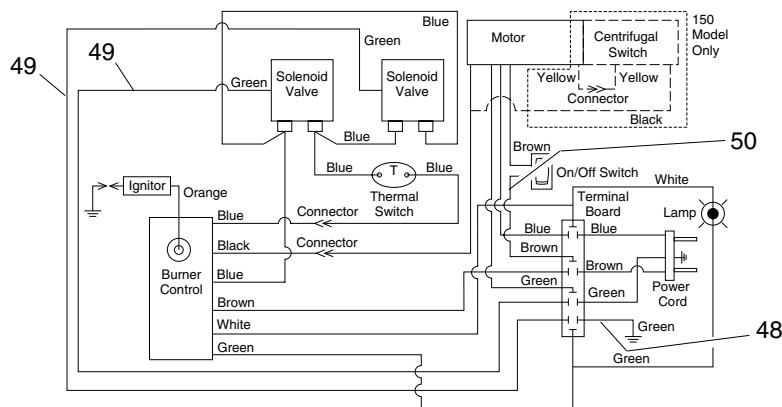 Blue
150
Model
Only
Motor
Centrifugal
Switch
Green
49
49
Green
Solenoid
Valve
Solenoid
Valve
Yellow
Yellow
Connector
Black
Blue
50
Brown
Blue
T
Blue
On/Off Switch
Thermal
Switch
White
Ignitor
Orange
Terminal
Board
Lamp
Blue
Connector
Blue
Blue
Black
Connector
Brown
Burner
Control
Blue
Brown
Power
Cord
Green
Green
Brown
White
Green
48
Green
Green